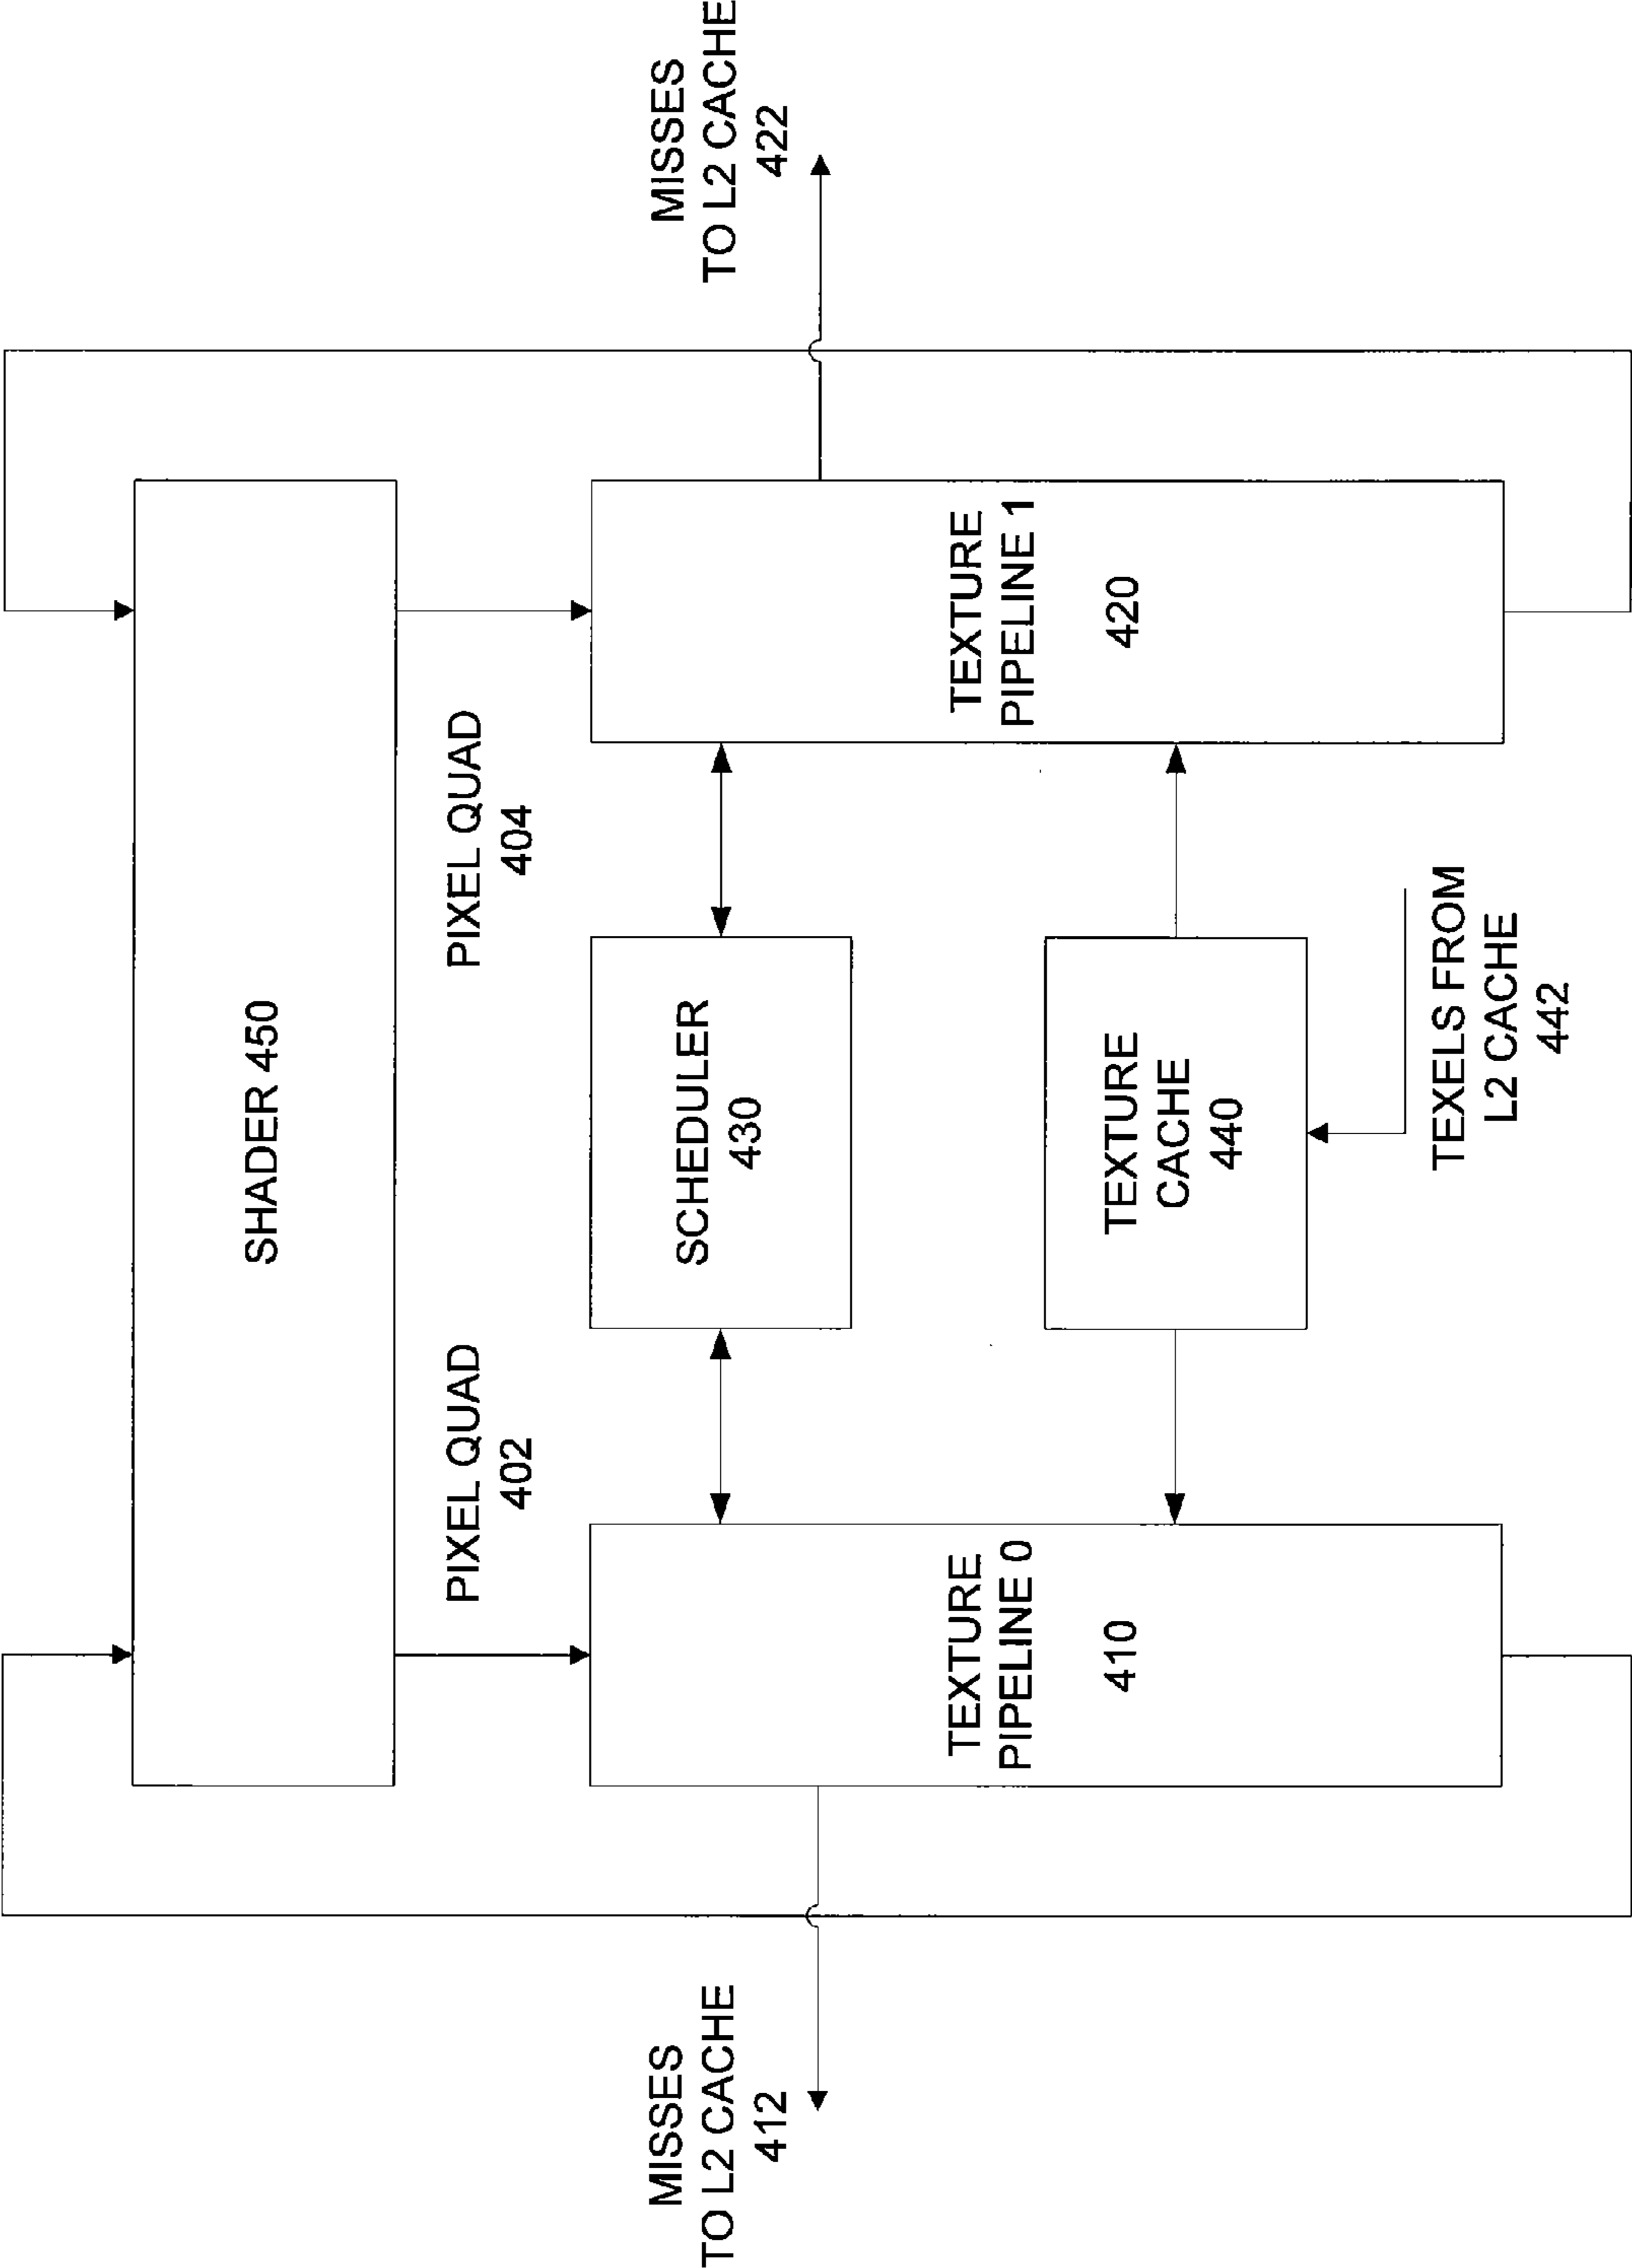 SHADER 450
PIXEL QUAD
402
PIXEL QUAD
404
MISSES
TO L2 CACHE
412
SCHEDULER
430
MISSES
TO L2 CACHE
422
TEXTURE
PIPELINE 0
410
TEXTURE
CACHE
440
TEXTURE
PIPELINE 1
420
TEXELS FROM
L2 CACHE
442